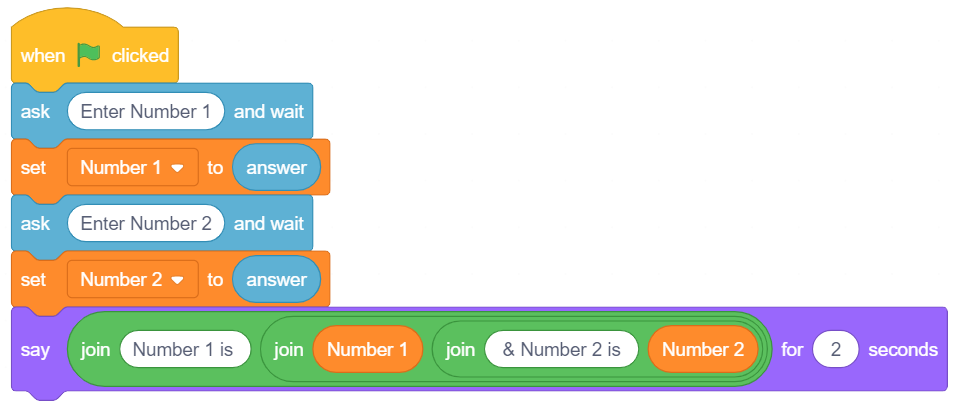 when clicked
ask Enter Number 1 and wait
set Number 1 to answer
ask Enter Number 2 and wait
set Number 2 to answer
say join Number 1 is join Number 1 join & Number 2 is Number 2 for 2 seconds